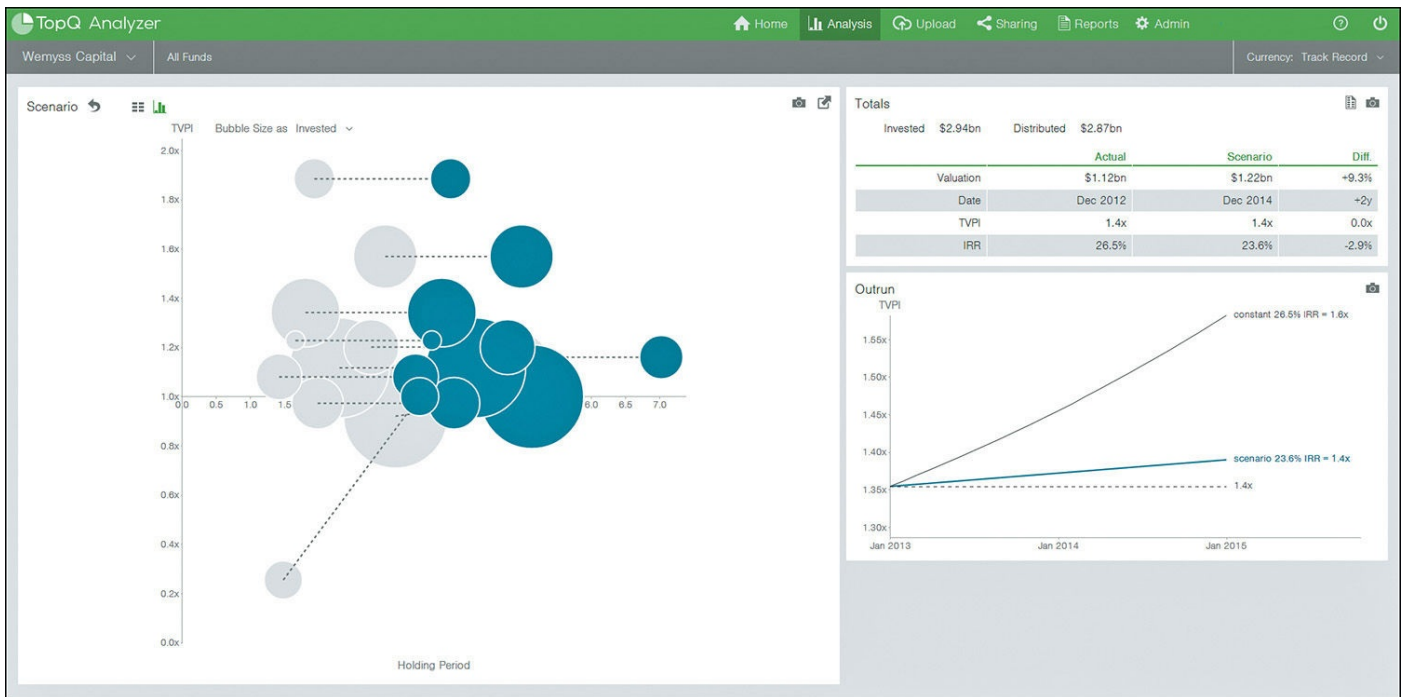 TopQ Analyzer
Home Analysis Upload Sharing Reports Admin ?
Wemyss Capital All Funds Currency: Track Record
Scenario
TVPI Bubble Size as Invested
2.0x
1.8x
1.6x
1.4x
1.2x
1.0x
0.0 0.5 1.0 1.5 6.0 6.5 7.0
0.8x
0.6x
0.4x
0.2x
0.0x
Holding Period
Totals
Invested $2.94bn Distributed $2.87bn
Actual Scenario Diff.
Valuation $1.12bn $1.22bn +9.3%
Date Dec 2012 Dec 2014 +2y
TVPI 1.4x 1.4x 0.0x
IRR 26.5% 23.6% -2.9%
Outrun
TVPI
constant 26.5% IRR = 1.6x
1.55x
1.50x
1.45x
1.40x
scenario 23.6% IRR = 1.4x
1.35x
1.4x
1.30x
Jan 2013 Jan 2014 Jan 2015